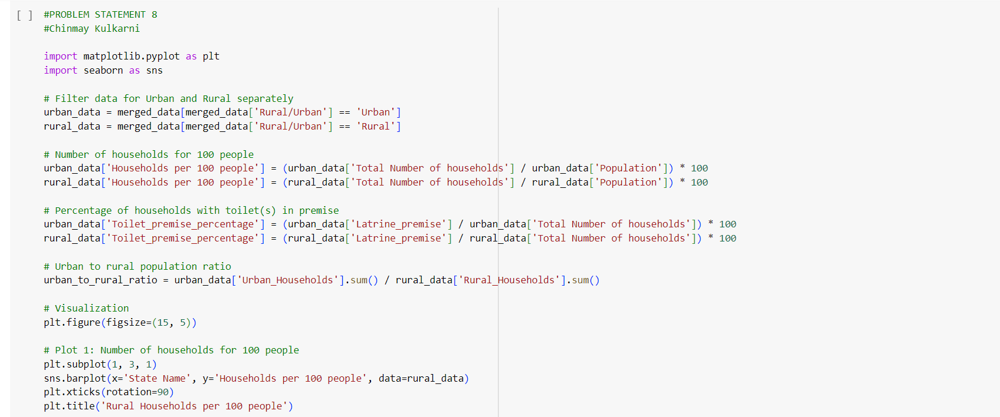 [ ] #PROBLEM STATEMENT 8
#Chinmay Kulkarni
import matplotlib.pyplot as plt
import seaborn as sns
# Filter data for Urban and Rural separately
urban_data = merged_data[merged_data['Rural/Urban'] == 'Urban']
rural_data = merged_data[merged_data['Rural/Urban'] == 'Rural']
# Number of households for 100 people
urban_data['Households per 100 people'] = (urban_data['Total Number of households'] / urban_data['Population']) * 100
rural_data['Households per 100 people'] = (rural_data['Total Number of households'] / rural_data['Population']) * 100
# Percentage of households with toilet(s) in premise
urban_data['Toilet_premise_percentage'] = (urban_data['Latrine_premise'] / urban_data['Total Number of households']) * 100
rural_data['Toilet_premise_percentage'] = (rural_data['Latrine_premise'] / rural_data['Total Number of households']) * 100
# Urban to rural population ratio
urban_to_rural_ratio = urban_data['Urban_Households'].sum() / rural_data['Rural_Households'].sum()
# Visualization
plt.figure(figsize=(15, 5))
# Plot 1: Number of households for 100 people
plt.subplot(1, 3, 1)
sns.barplot(x='State Name', y='Households per 100 people', data=rural_data)
plt.xticks(rotation=90)
plt.title('Rural Households per 100 people')